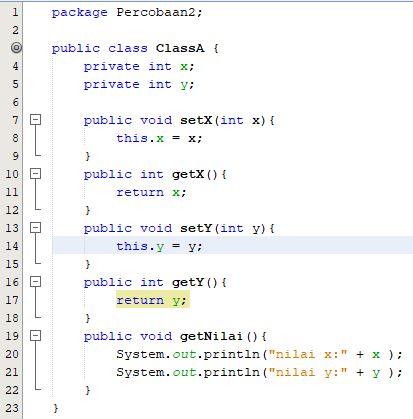 1 package Percobaan2;
2
public class ClassA {
4     private int x;
5     private int y;
6
7     public void setX(int x){
8         this.x = x;
9     }
10     public int getX(){
11         return x;
12     }
13     public void setY(int y){
14         this.y = y;
15     }
16     public int getY(){
17         return y;
18     }
19     public void getNilai(){
20         System.out.println("nilai x:" + x );
21         System.out.println("nilai y:" + y );
22     }
23 }